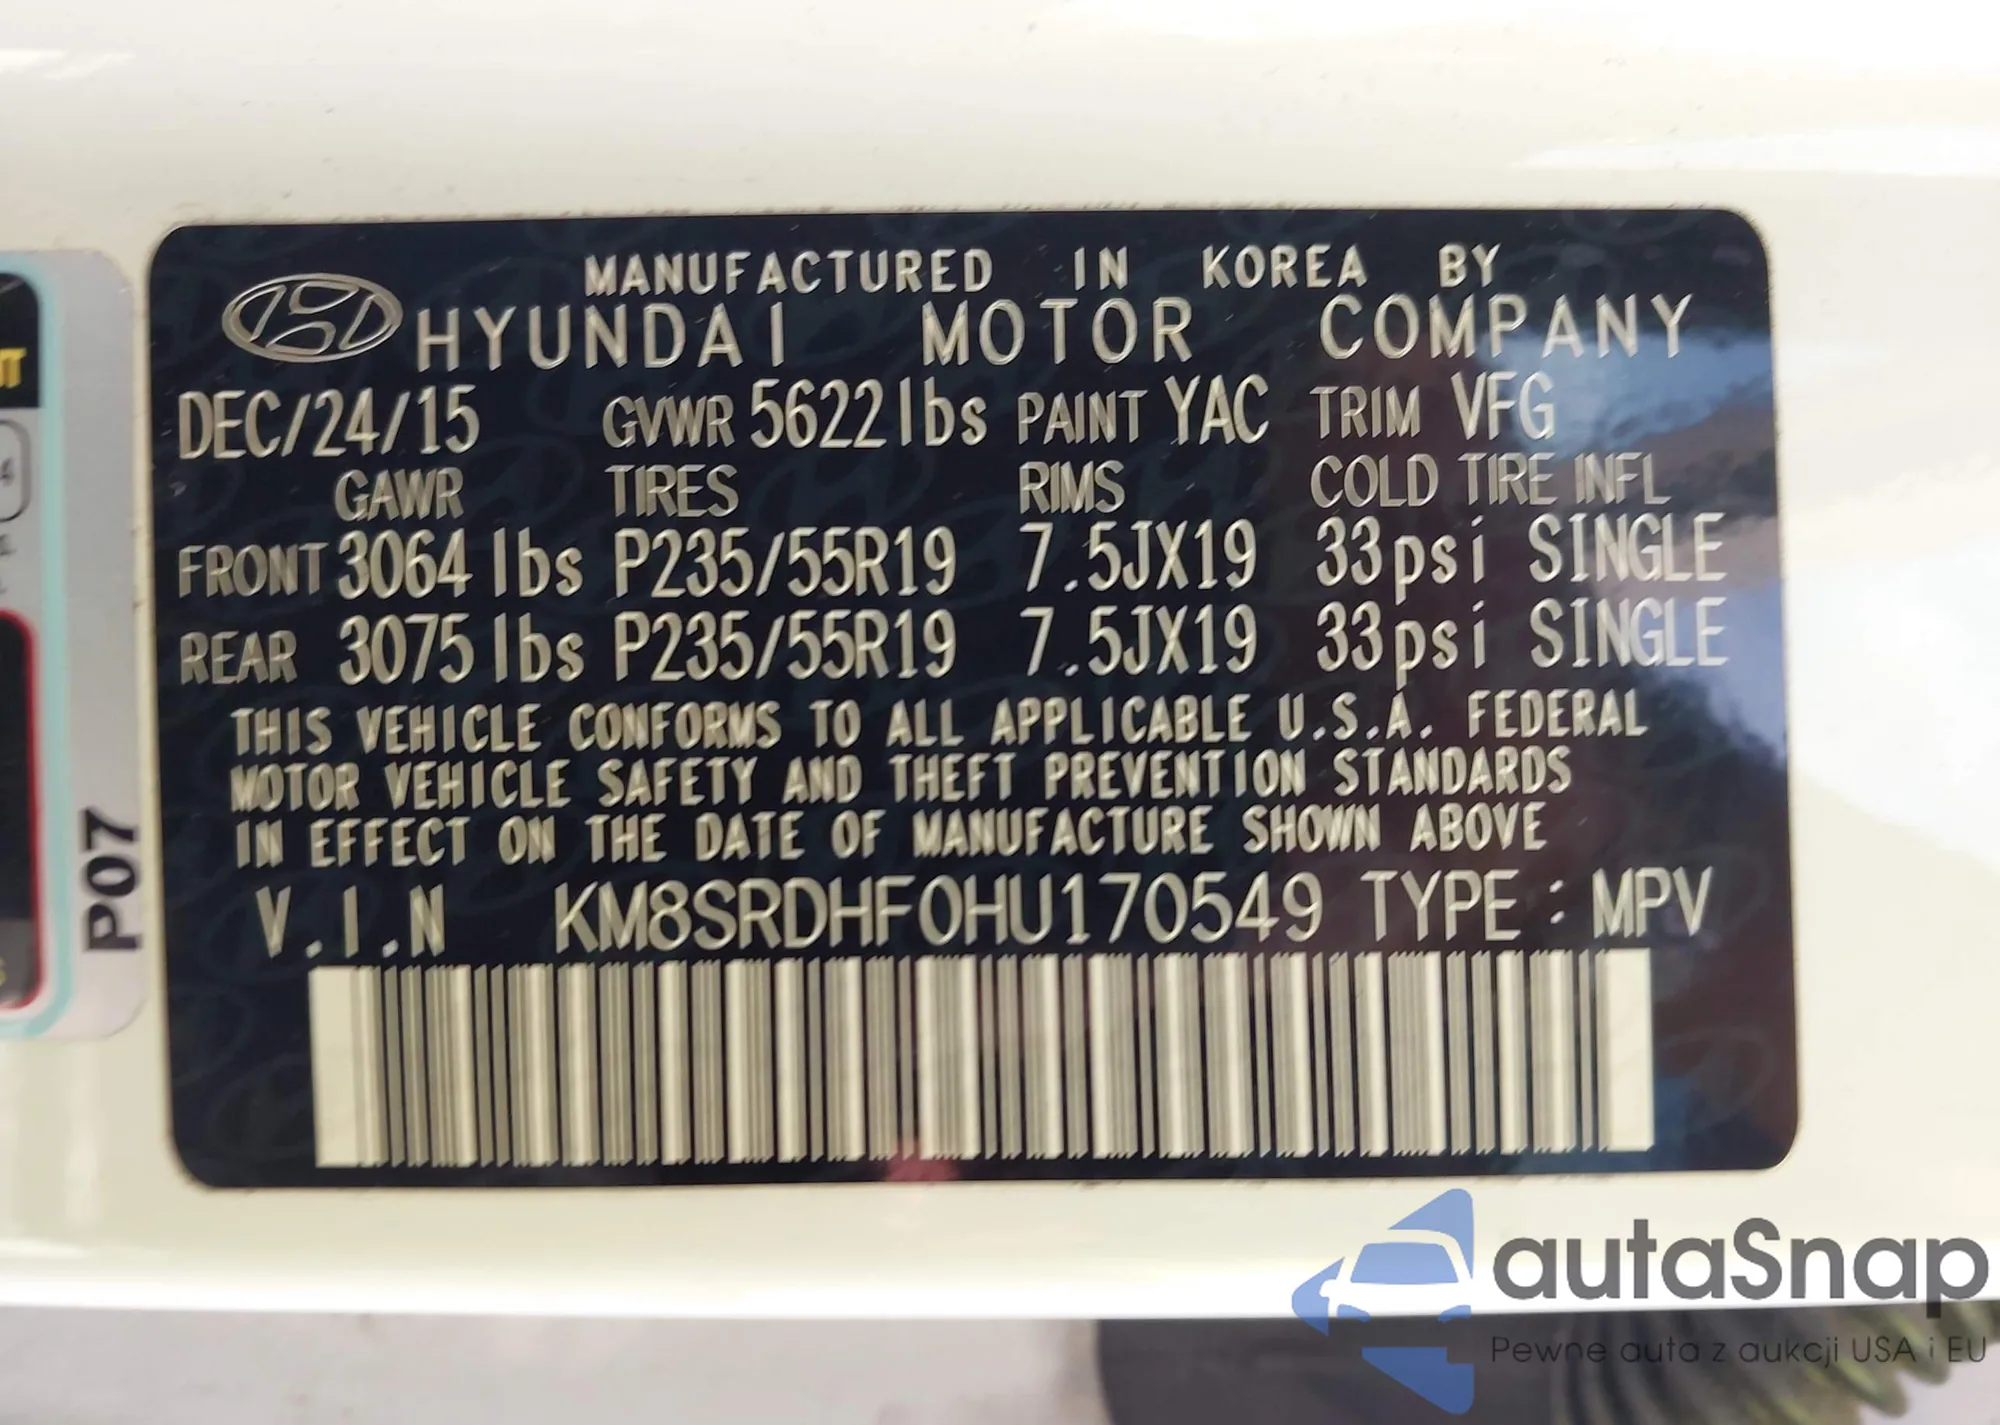 MANUFACTURED IN KOREA BY
HYUNDAI MOTOR COMPANY
DEC/24/15 GVWR 5622lbs PAINT YAC TRIM VFG
GAWR TIRES RIMS COLD TIRE INFL
FRONT 3064 lbs P235/55R19 7.5JX19 33psi SINGLE
REAR 3075 lbs P235/55R19 7.5JX19 33psi SINGLE
THIS VEHICLE CONFORMS TO ALL APPLICABLE U.S.A. FEDERAL
MOTOR VEHICLE SAFETY AND THEFT PREVENTION STANDARDS
IN EFFECT ON THE DATE OF MANUFACTURE SHOWN ABOVE
V.I.N KM8SRDHF0HU170549 TYPE : MPV
P07
autaSnap
Pewne auta z aukcji USA i EU